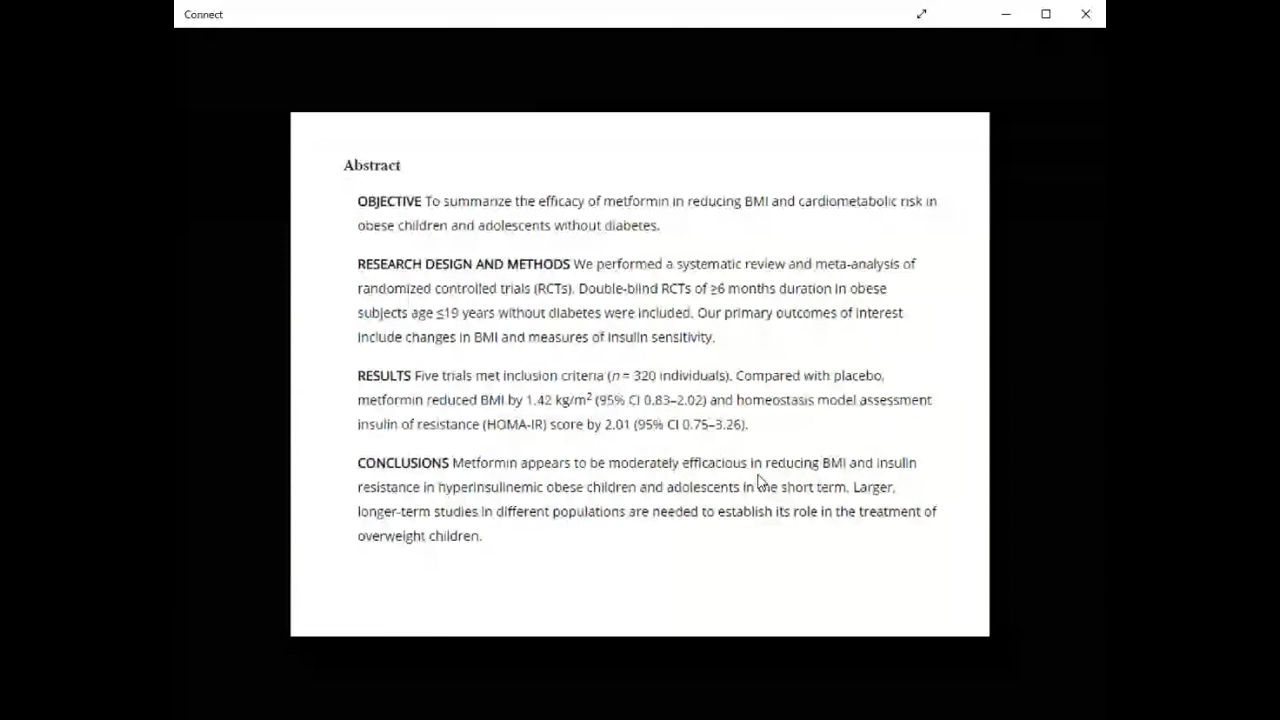 Connect
Abstract
OBJECTIVE To summarize the efficacy of metformin in reducing BMI and cardiometabolic risk in
obese children and adolescents without diabetes.
RESEARCH DESIGN AND METHODS We performed a systematic review and meta-analysis of
randomized controlled trials (RCTs). Double-blind RCTs of ≥6 months duration in obese
subjects age ≤19 years without diabetes were included. Our primary outcomes of interest
include changes in BMI and measures of insulin sensitivity.
RESULTS Five trials met inclusion criteria (n = 320 individuals). Compared with placebo,
metformin reduced BMI by 1.42 kg/m² (95% CI 0.83–2.02) and homeostasis model assessment
insulin of resistance (HOMA-IR) score by 2.01 (95% CI 0.75–3.26).
CONCLUSIONS Metformin appears to be moderately efficacious in reducing BMI and insulin
resistance in hyperinsulinemic obese children and adolescents in the short term. Larger,
longer-term studies in different populations are needed to establish its role in the treatment of
overweight children.